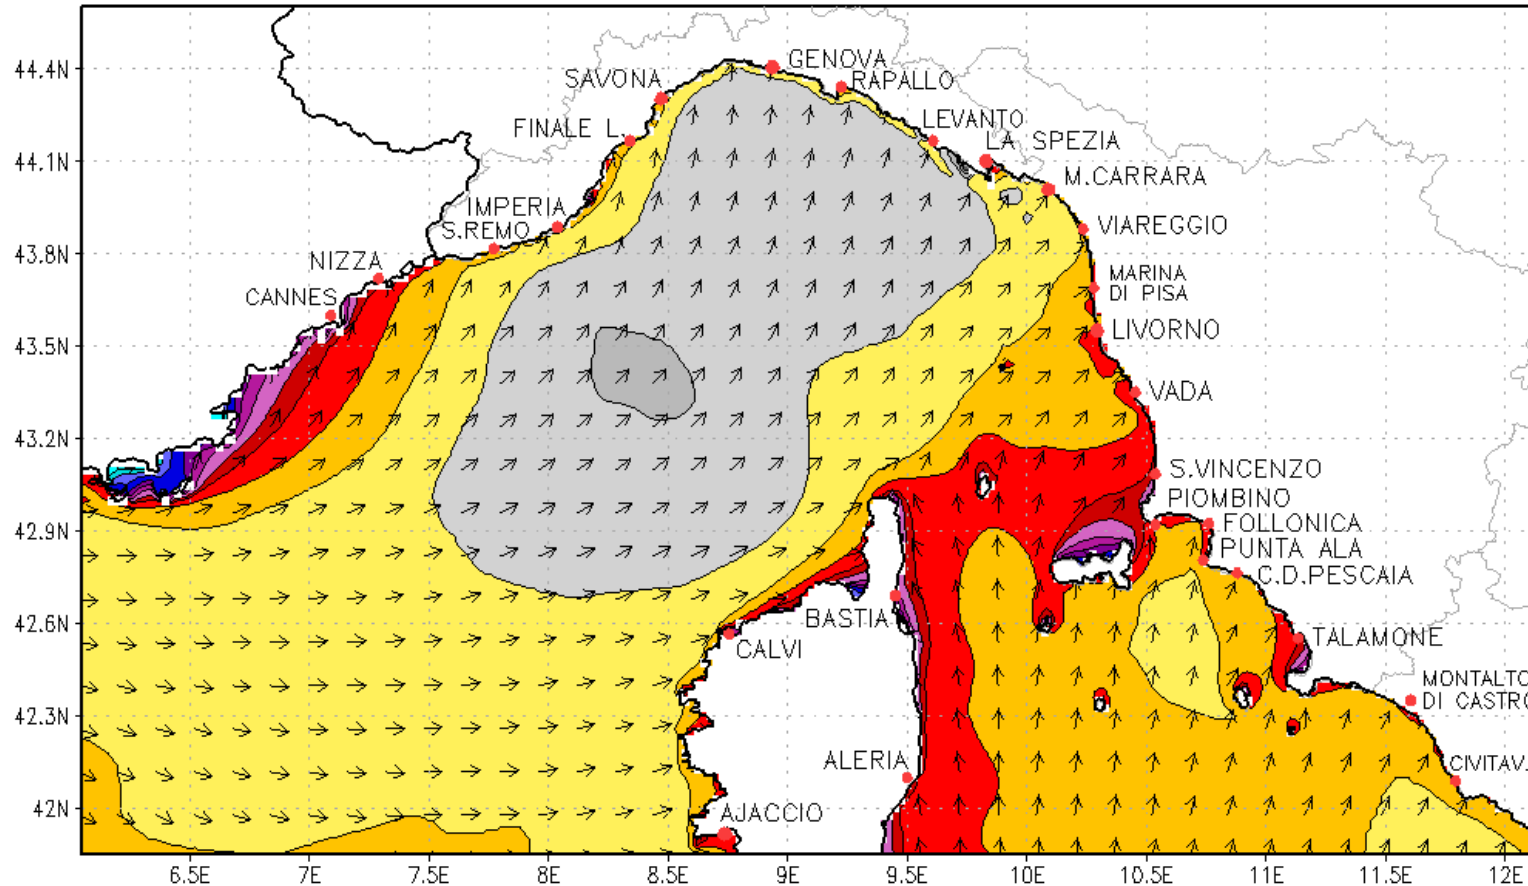 44.4N
GENOVA
SAVONA
RAPALLO
FINALE L.
LEVANTO
LA SPEZIA
44.1N
M.CARRARA
IMPERIA
S.REMO
VIAREGGIO
43.8N
NIZZA
MARINA
DI PISA
CANNES
LIVORNO
43.5N
VADA
43.2N
S.VINCENZO
PIOMBINO
42.9N
FOLLONICA
PUNTA ALA
C.D.PESCAIA
42.6N
BASTIA
TALAMONE
CALVI
MONTALTO
DI CASTRO
42.3N
ALERIA
CIVITAV.
42N
AJACCIO
6.5E 7E 7.5E 8E 8.5E 9E 9.5E 10E 10.5E 11E 11.5E 12E